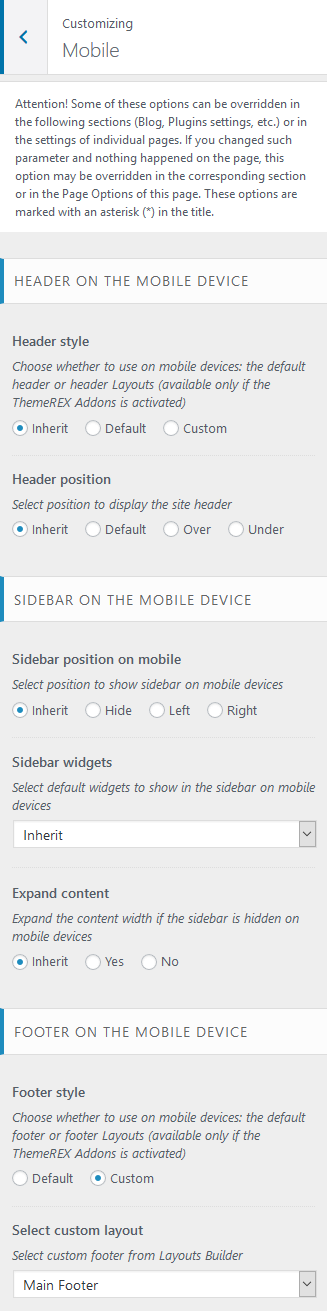 Customizing
Mobile
Attention! Some of these options can be overridden in
the following sections (Blog, Plugins settings, etc.) or in
the settings of individual pages. If you changed such
parameter and nothing happened on the page, this
option may be overridden in the corresponding section
or in the Page Options of this page. These options are
marked with an asterisk (*) in the title.
HEADER ON THE MOBILE DEVICE
Header style
Choose whether to use on mobile devices: the default
header or header Layouts (available only if the
ThemeREX Addons is activated)
Inherit Default Custom
Header position
Select position to display the site header
Inherit Default Over Under
SIDEBAR ON THE MOBILE DEVICE
Sidebar position on mobile
Select position to show sidebar on mobile devices
Inherit Hide Left Right
Sidebar widgets
Select default widgets to show in the sidebar on mobile
devices
Inherit
Expand content
Expand the content width if the sidebar is hidden on
mobile devices
Inherit Yes No
FOOTER ON THE MOBILE DEVICE
Footer style
Choose whether to use on mobile devices: the default
footer or footer Layouts (available only if the
ThemeREX Addons is activated)
Default Custom
Select custom layout
Select custom footer from Layouts Builder
Main Footer